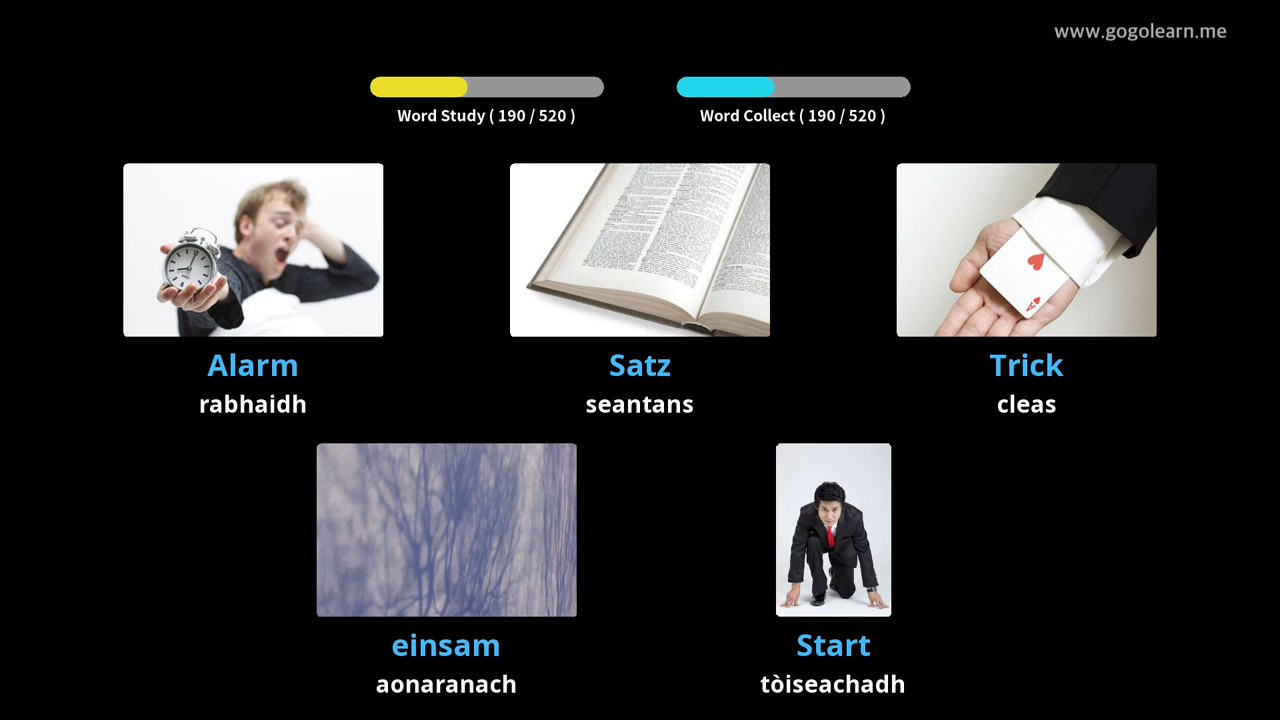 www.gogolearn.me
Word Study ( 190 / 520 )
Word Collect ( 190 / 520 )
Alarm
rabhaidh
Satz
seantans
Trick
cleas
einsam
aonaranach
Start
tòiseachadh